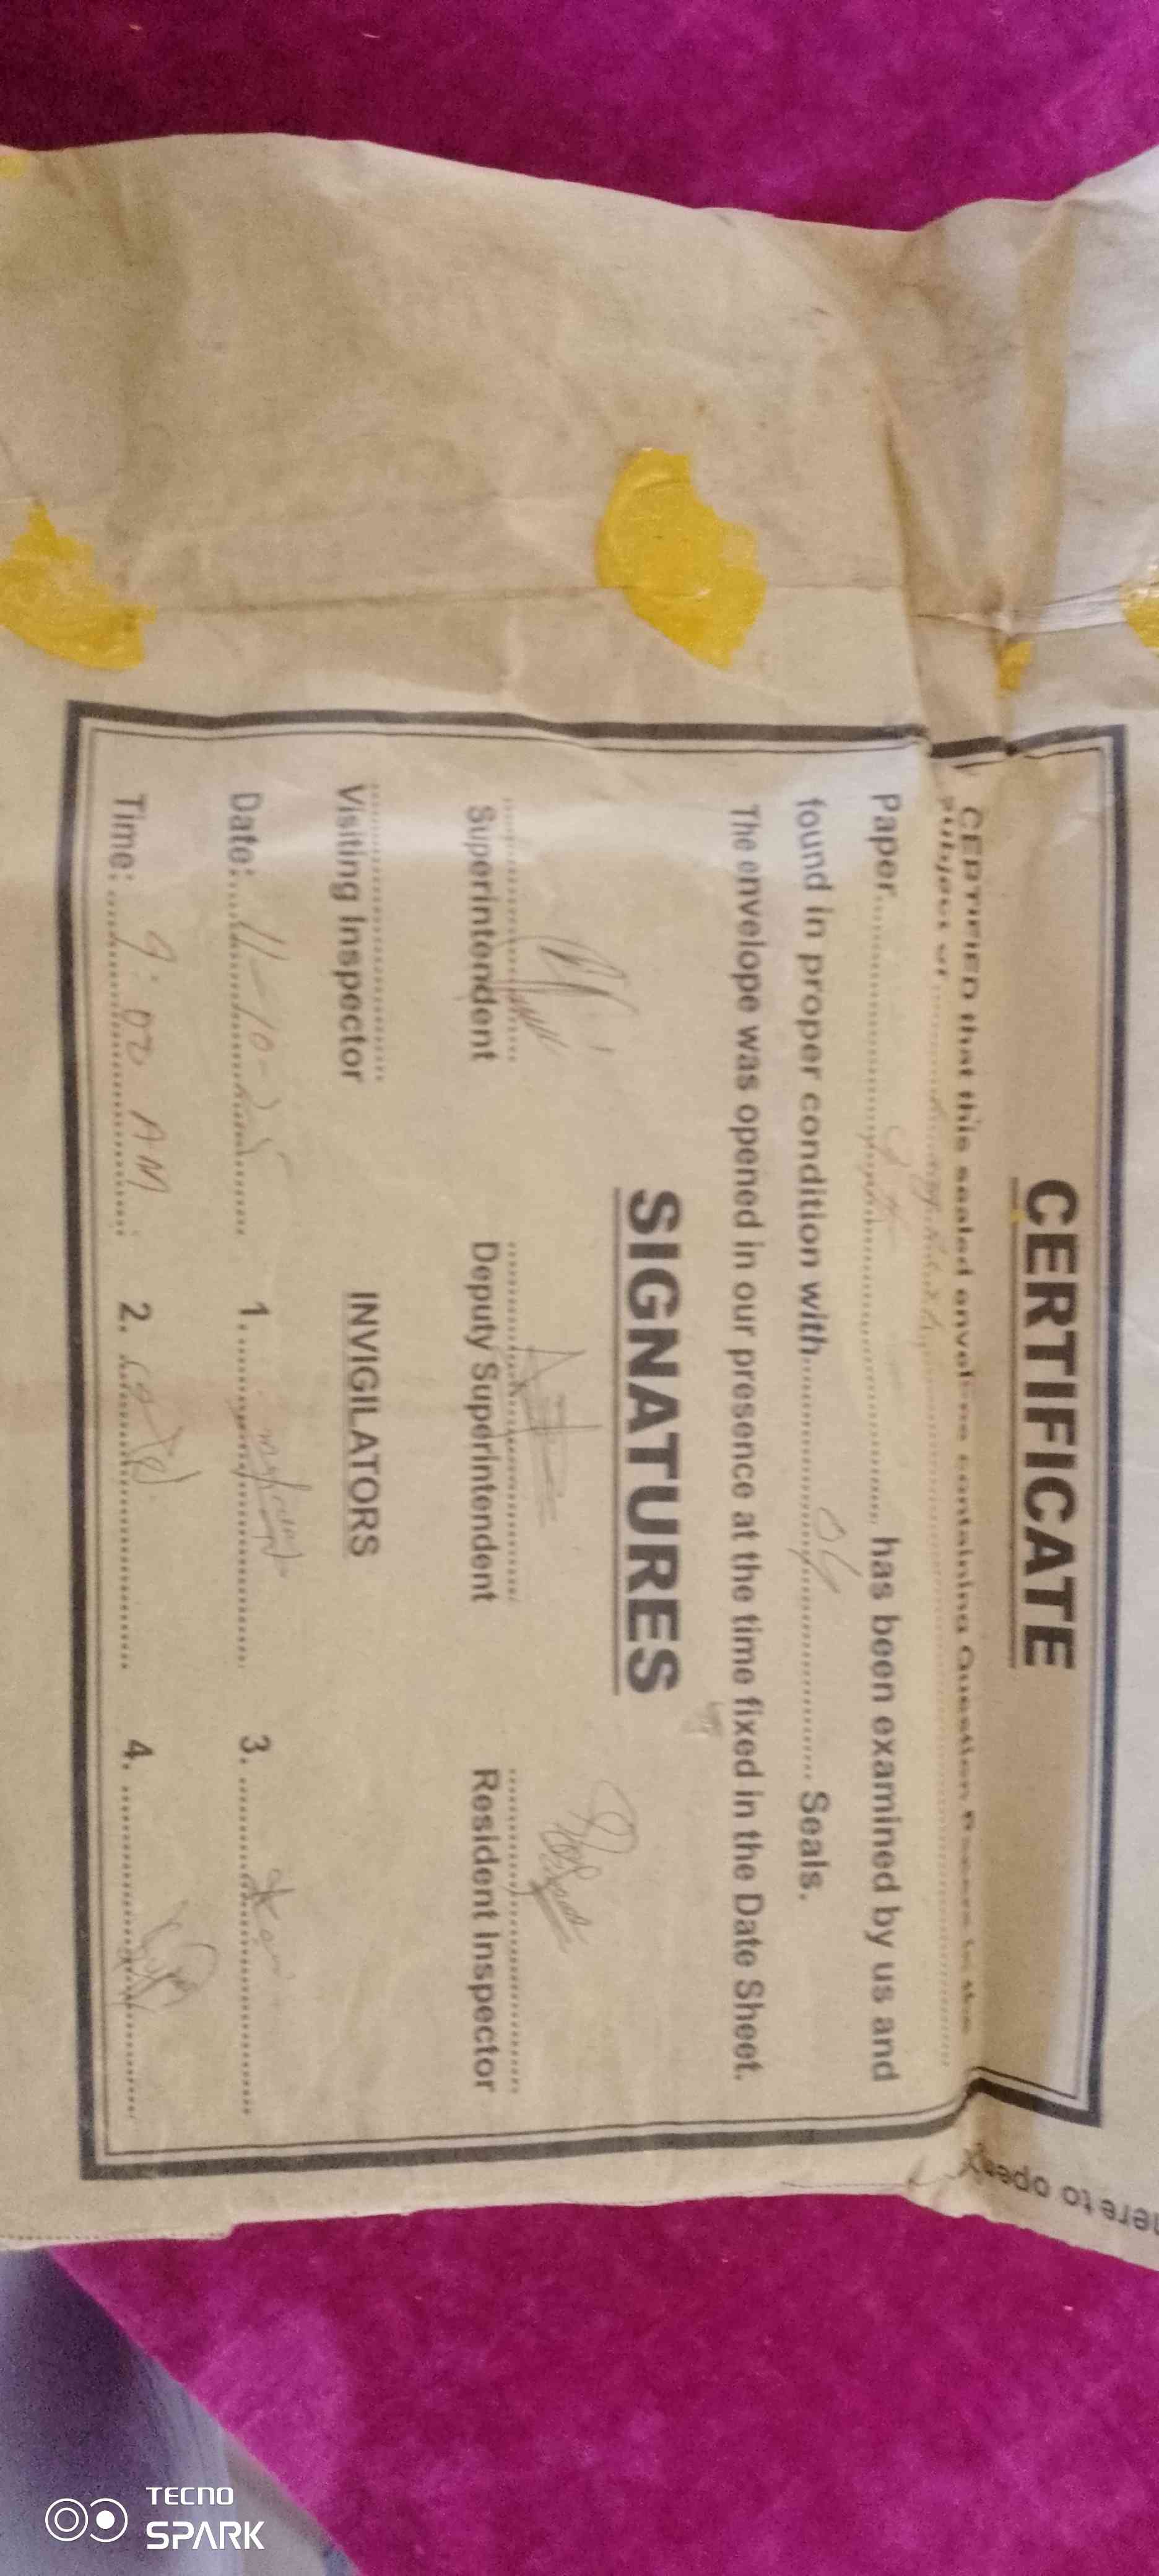 CERTIFICATE
CERTIFIED that this sealed envelope containing Question Papers in the
subject of
Paper.............................. has been examined by us and
found in proper condition with.............................. Seals.
The envelope was opened in our presence at the time fixed in the Date Sheet.
SIGNATURES
Superintendent Deputy Superintendent Resident Inspector
Visiting Inspector INVIGILATORS
Date: 11-10- 1. 3.
Time: 9:00 AM 2. 4.
here to open
TECNO
SPARK